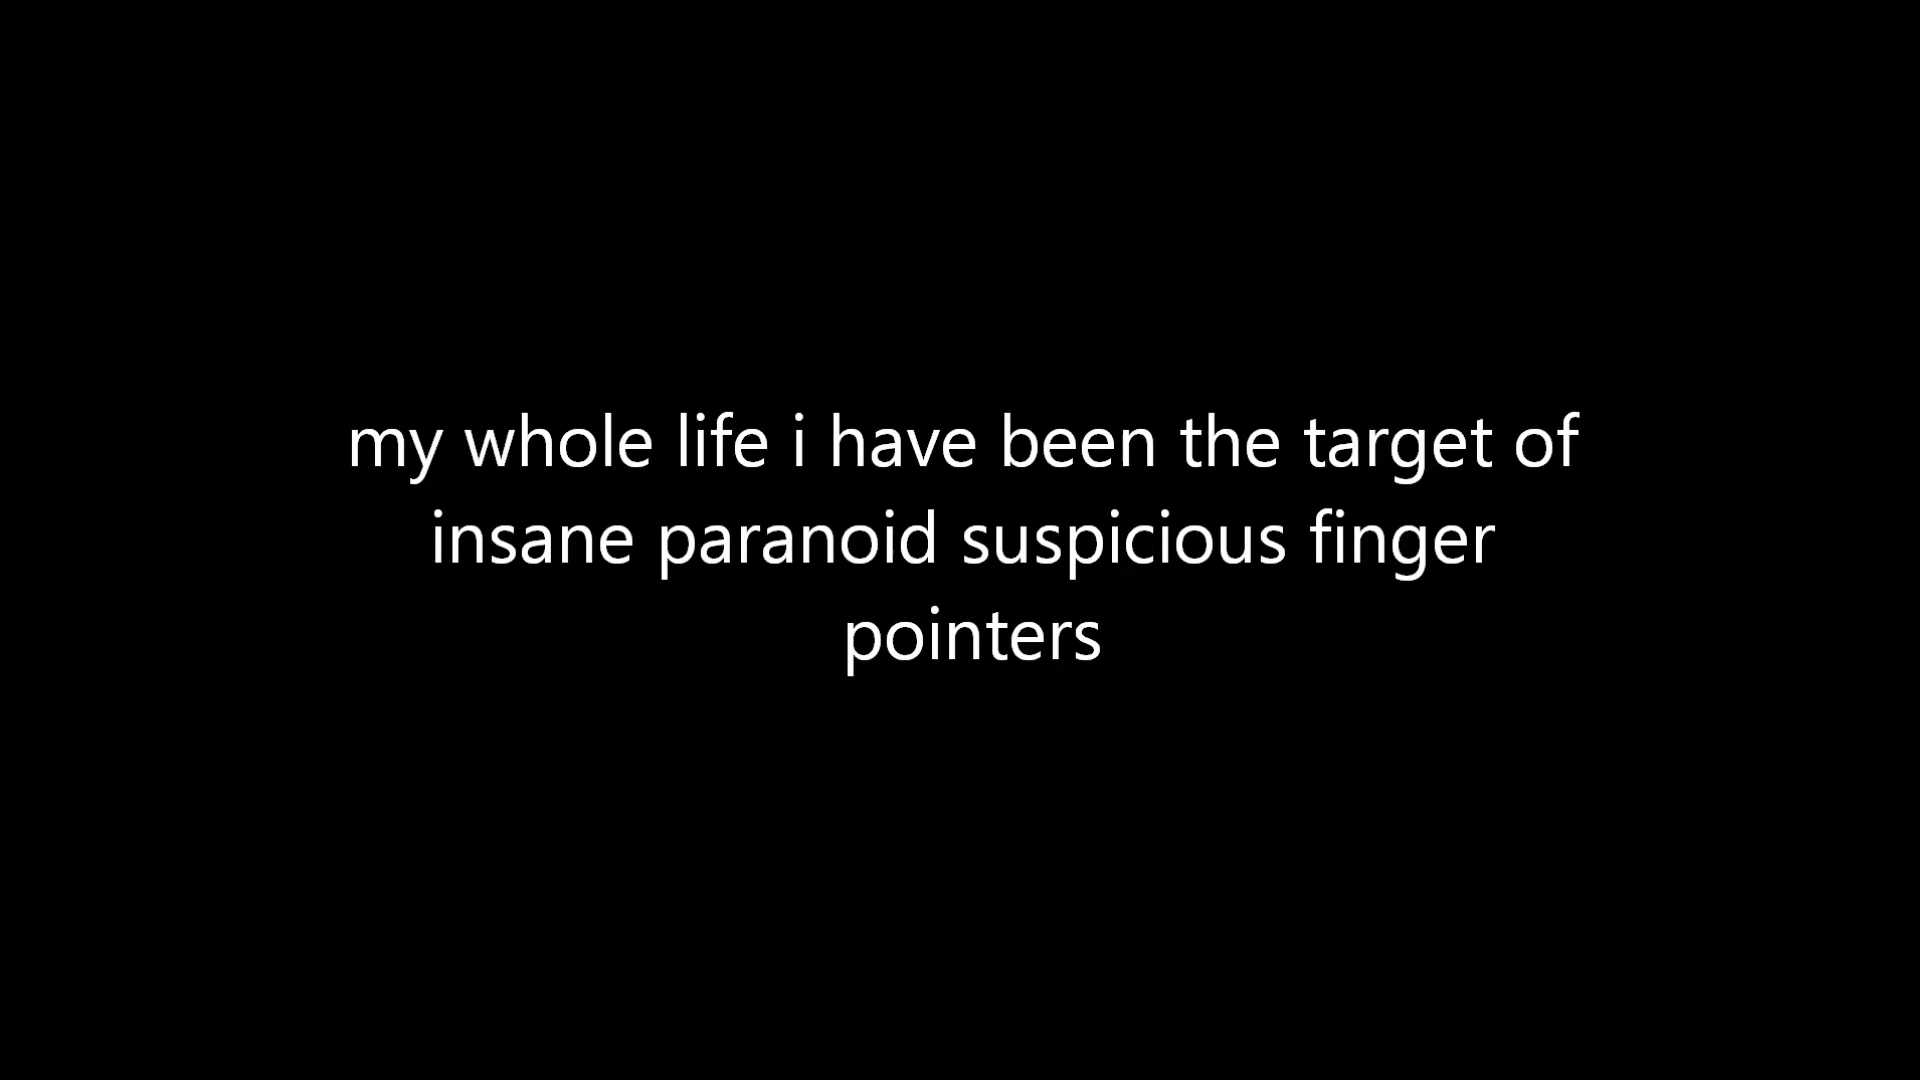 my whole life i have been the target of
insane paranoid suspicious finger
pointers